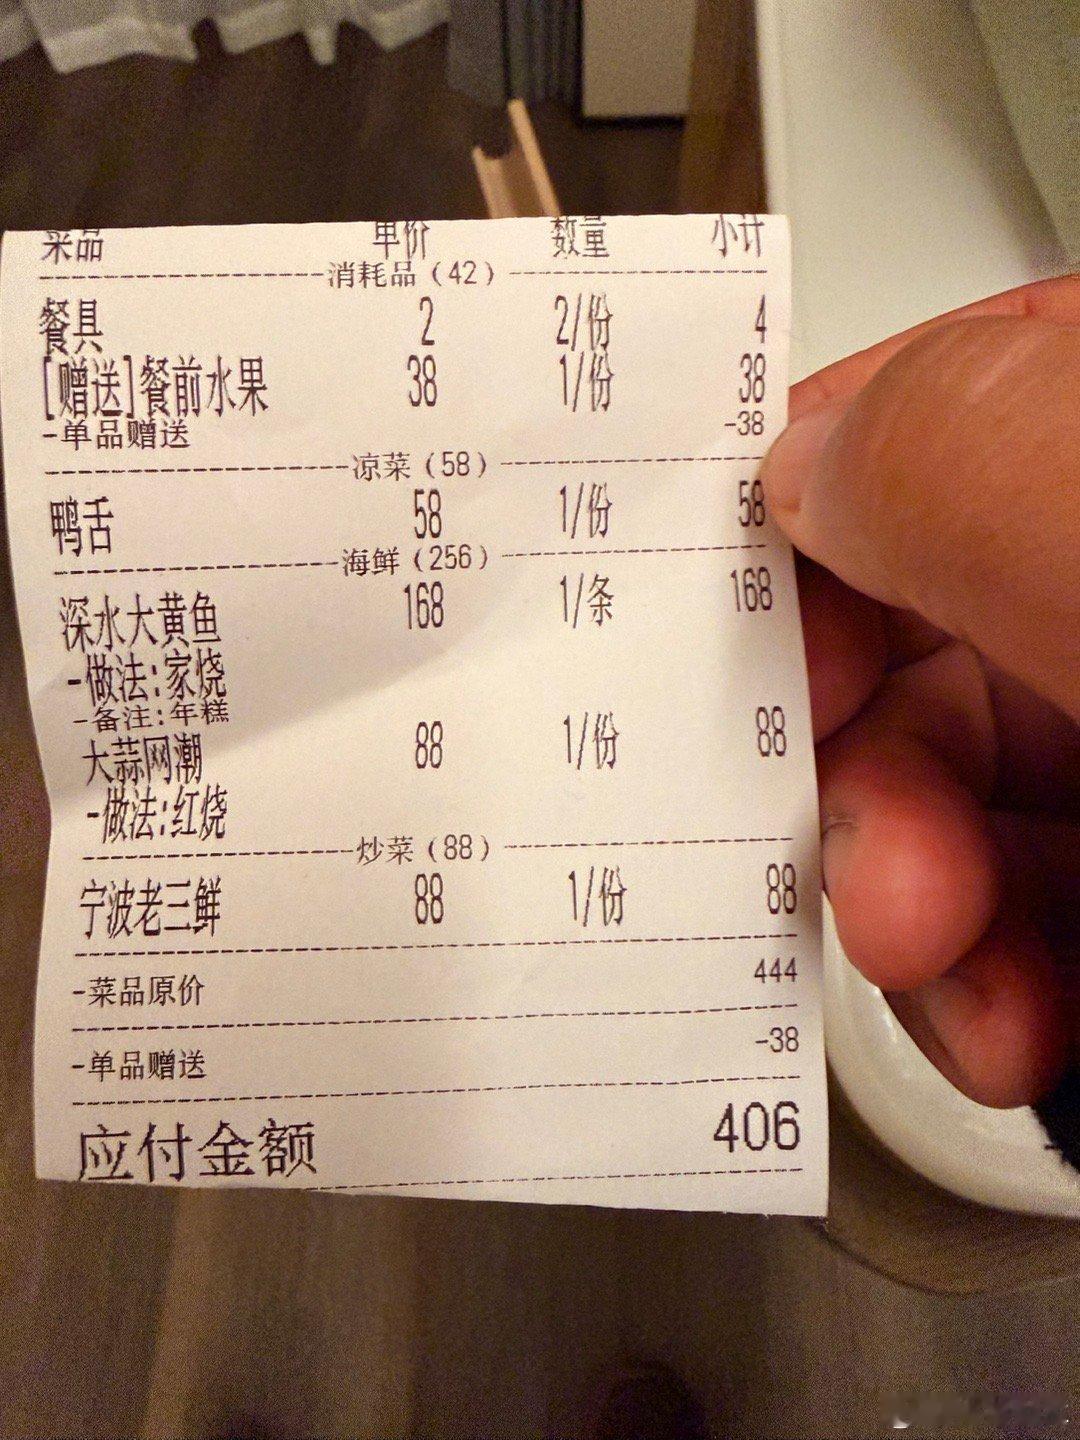 菜品 单价 数量 小计
消耗品(42)
餐具 2 2/份 4
[赠送]餐前水果 38 1/份 38
-单品赠送 -38
凉菜(58)
鸭舌 58 1/份 58
海鲜(256)
深水大黄鱼 168 1/条 168
-做法:家烧
-备注:年糕
大蒜网潮 88 1/份 88
-做法:红烧
炒菜(88)
宁波老三鲜 88 1/份 88
-菜品原价 444
-单品赠送 -38
应付金额 406